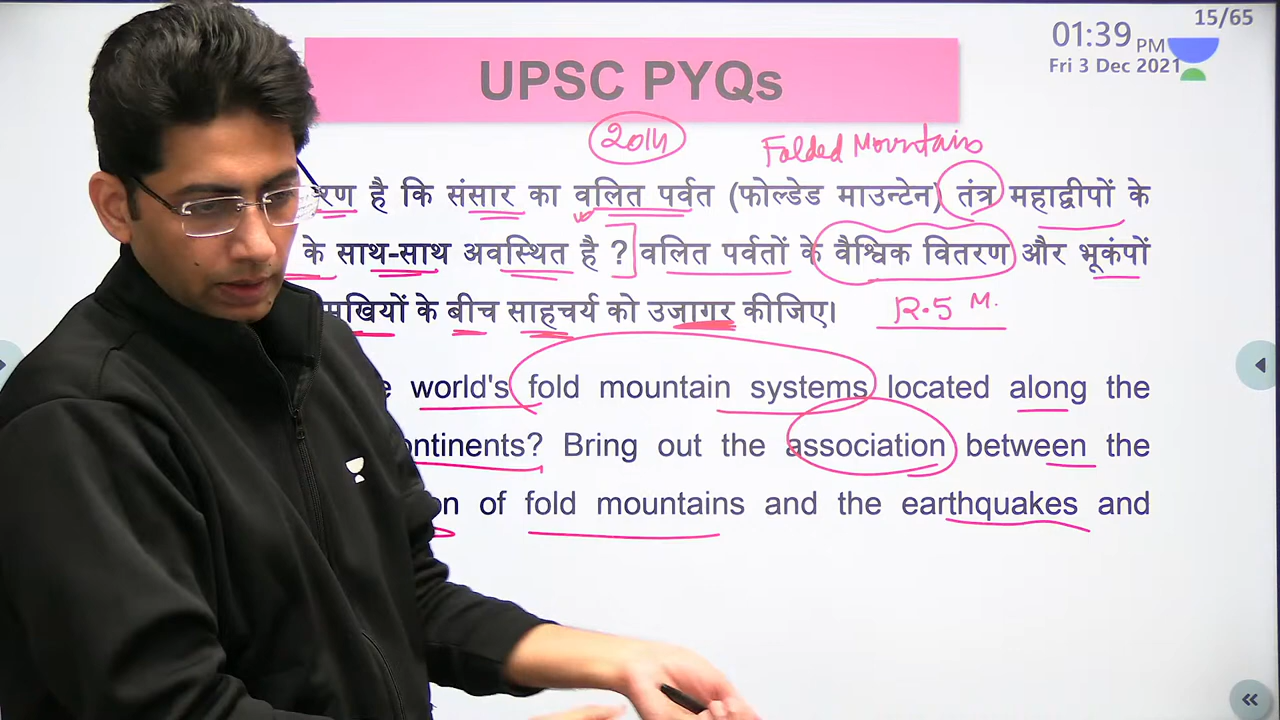 15/65
01:39 PM
Fri 3 Dec 2021
UPSC PYQs
2014
Folded Mountains
रण है कि संसार का वलित पर्वत (फोल्डेड माउन्टेन) तंत्र महाद्वीपों के
के साथ-साथ अवस्थित है ? वलित पर्वतों के वैश्विक वितरण और भूकंपों
मुखियों के बीच साहचर्य को उजागर कीजिए।
R.5 M.
e world's fold mountain systems located along the
ontinents? Bring out the association between the
on of fold mountains and the earthquakes and